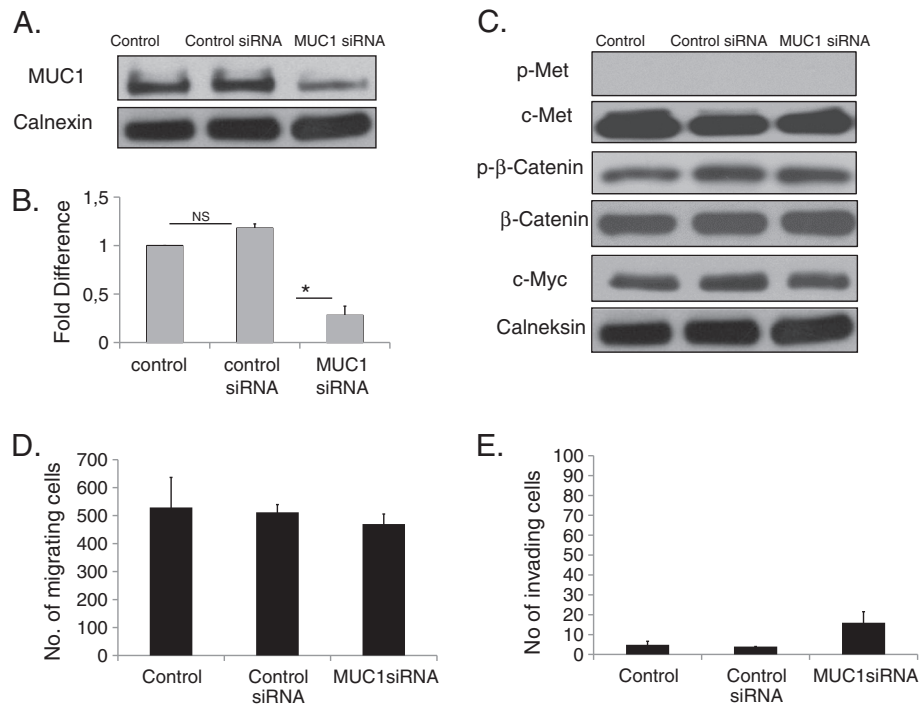 A.
Control Control siRNA MUC1 siRNA
MUC1
Calnexin
B.
Fold Difference
1,5
1
0,5
0
NS
*
control
control
siRNA
MUC1
siRNA
C.
Control Control siRNA MUC1 siRNA
p-Met
c-Met
p-β-Catenin
β-Catenin
c-Myc
Calneksin
D.
No. of migrating cells
700
600
500
400
300
200
100
0
Control
Control
siRNA
MUC1siRNA
E.
No of invading cells
100
90
80
70
60
50
40
30
20
10
0
Control
Control
siRNA
MUC1siRNA